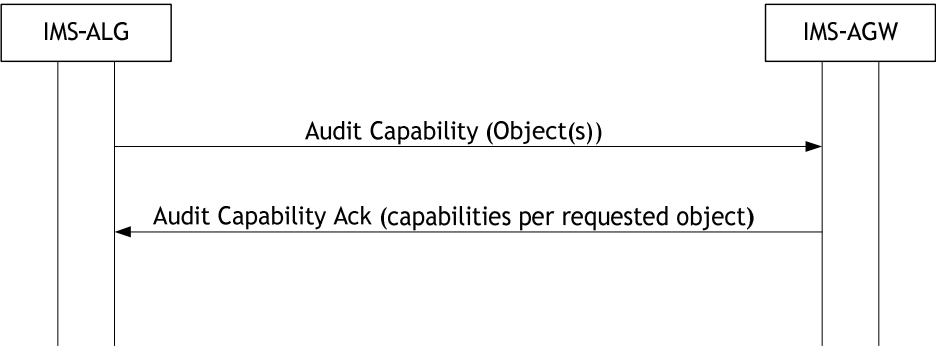 IMS-ALG
IMS-AGW
Audit Capability (Object(s))
Audit Capability Ack (capabilities per requested object)